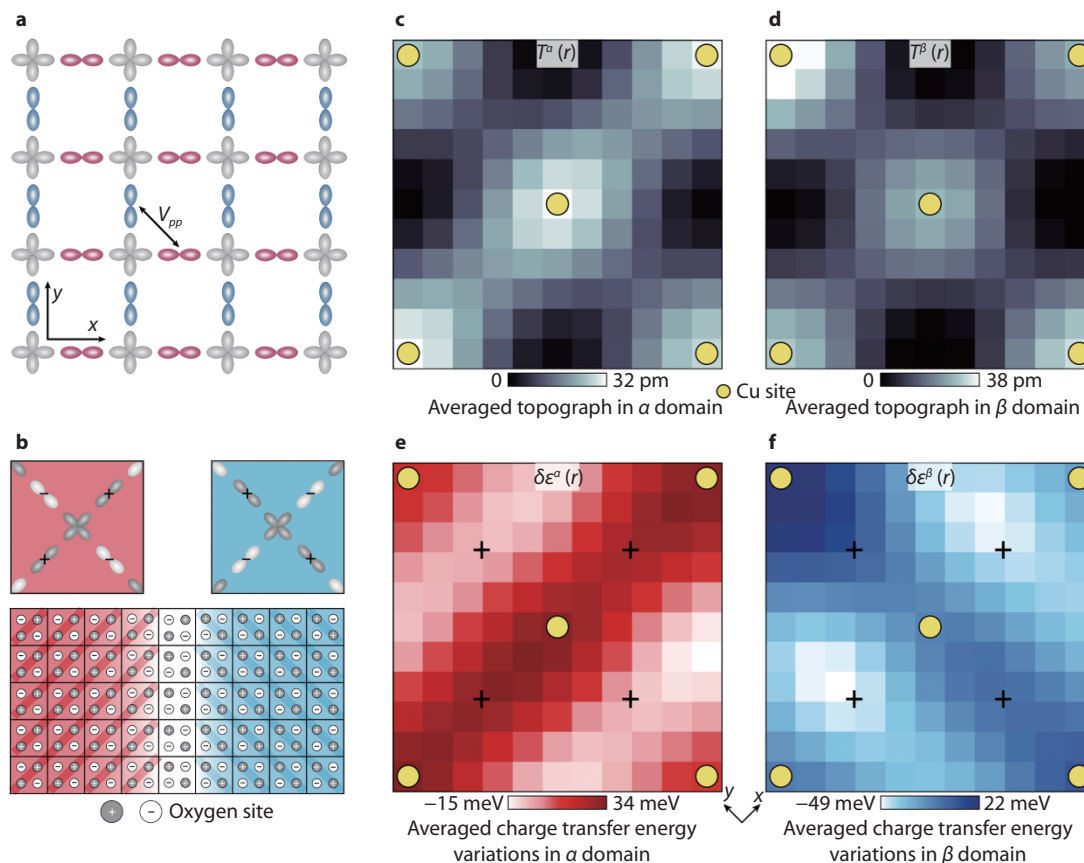 a
V_pp
y
x
c
T^α (r)
0 32 pm
Averaged topograph in α domain
Cu site
d
T^β (r)
0 38 pm
Averaged topograph in β domain
b
+ − Oxygen site
e
δε^α (r)
−15 meV 34 meV
Averaged charge transfer energy
variations in α domain
y x
f
δε^β (r)
−49 meV 22 meV
Averaged charge transfer energy
variations in β domain